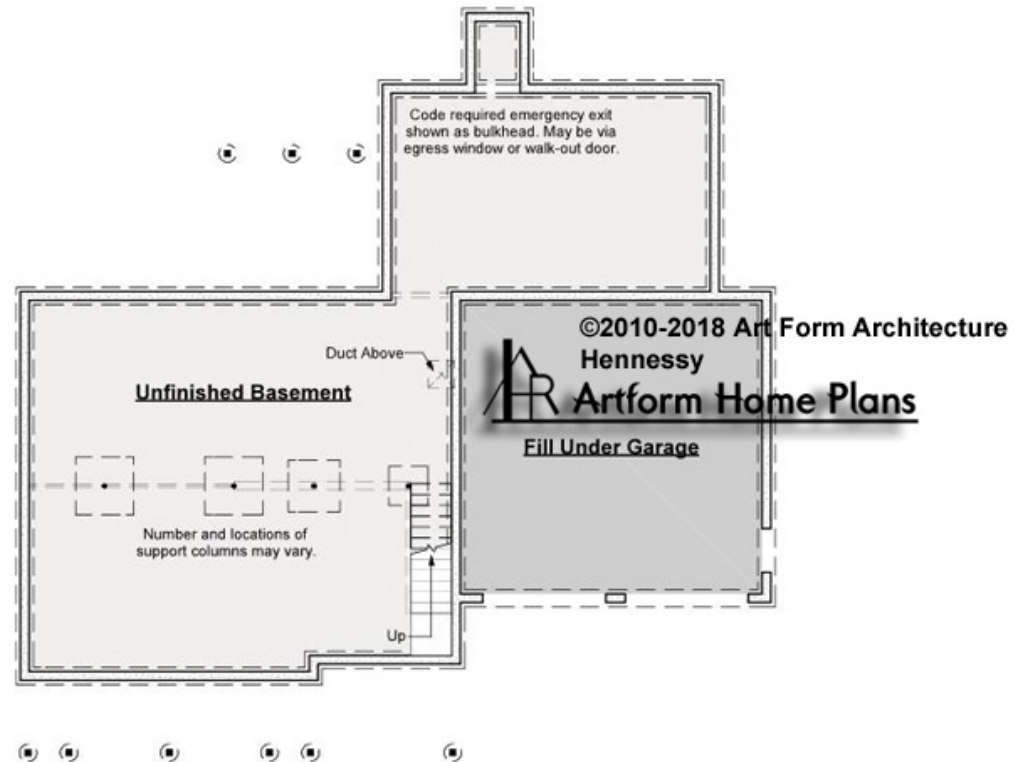 Code required emergency exit
shown as bulkhead. May be via
egress window or walk-out door.
©2010-2018 Art Form Architecture
Hennessy
Artform Home Plans
Duct Above
Unfinished Basement
Fill Under Garage
Number and locations of
support columns may vary.
Up